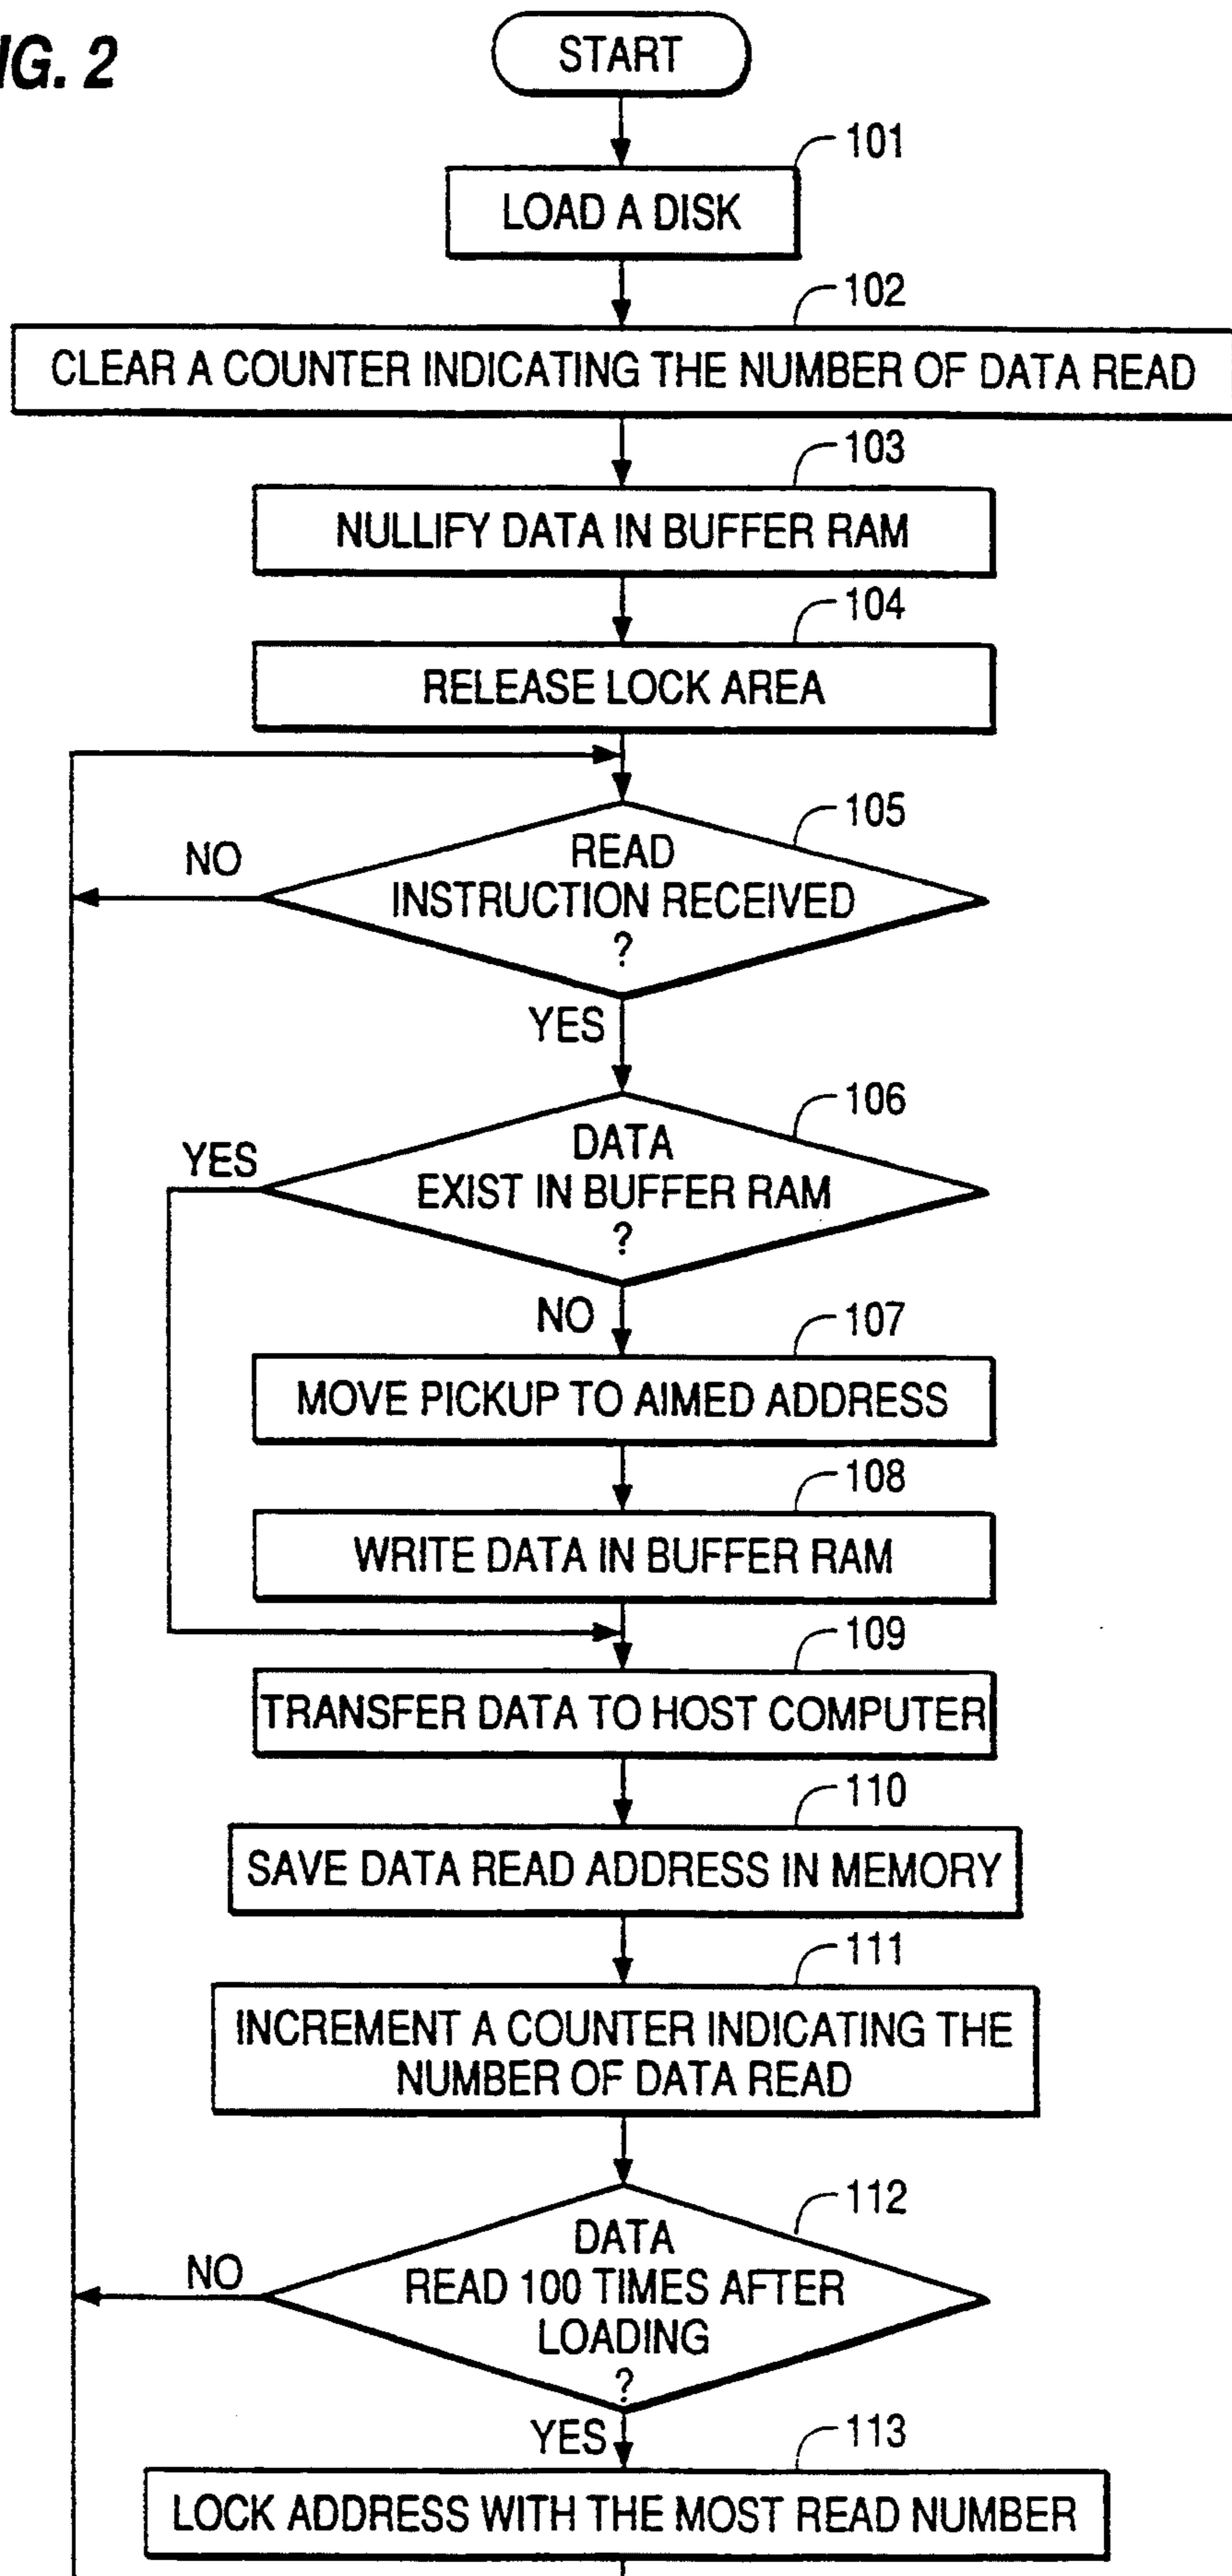 IG. 2
START
101
LOAD A DISK
102
CLEAR A COUNTER INDICATING THE NUMBER OF DATA READ
103
NULLIFY DATA IN BUFFER RAM
104
RELEASE LOCK AREA
105
READ
INSTRUCTION RECEIVED
?
NO
YES
106
DATA
EXIST IN BUFFER RAM
?
YES
NO
107
MOVE PICKUP TO AIMED ADDRESS
108
WRITE DATA IN BUFFER RAM
109
TRANSFER DATA TO HOST COMPUTER
110
SAVE DATA READ ADDRESS IN MEMORY
111
INCREMENT A COUNTER INDICATING THE
NUMBER OF DATA READ
112
DATA
READ 100 TIMES AFTER
LOADING
?
NO
YES
113
LOCK ADDRESS WITH THE MOST READ NUMBER